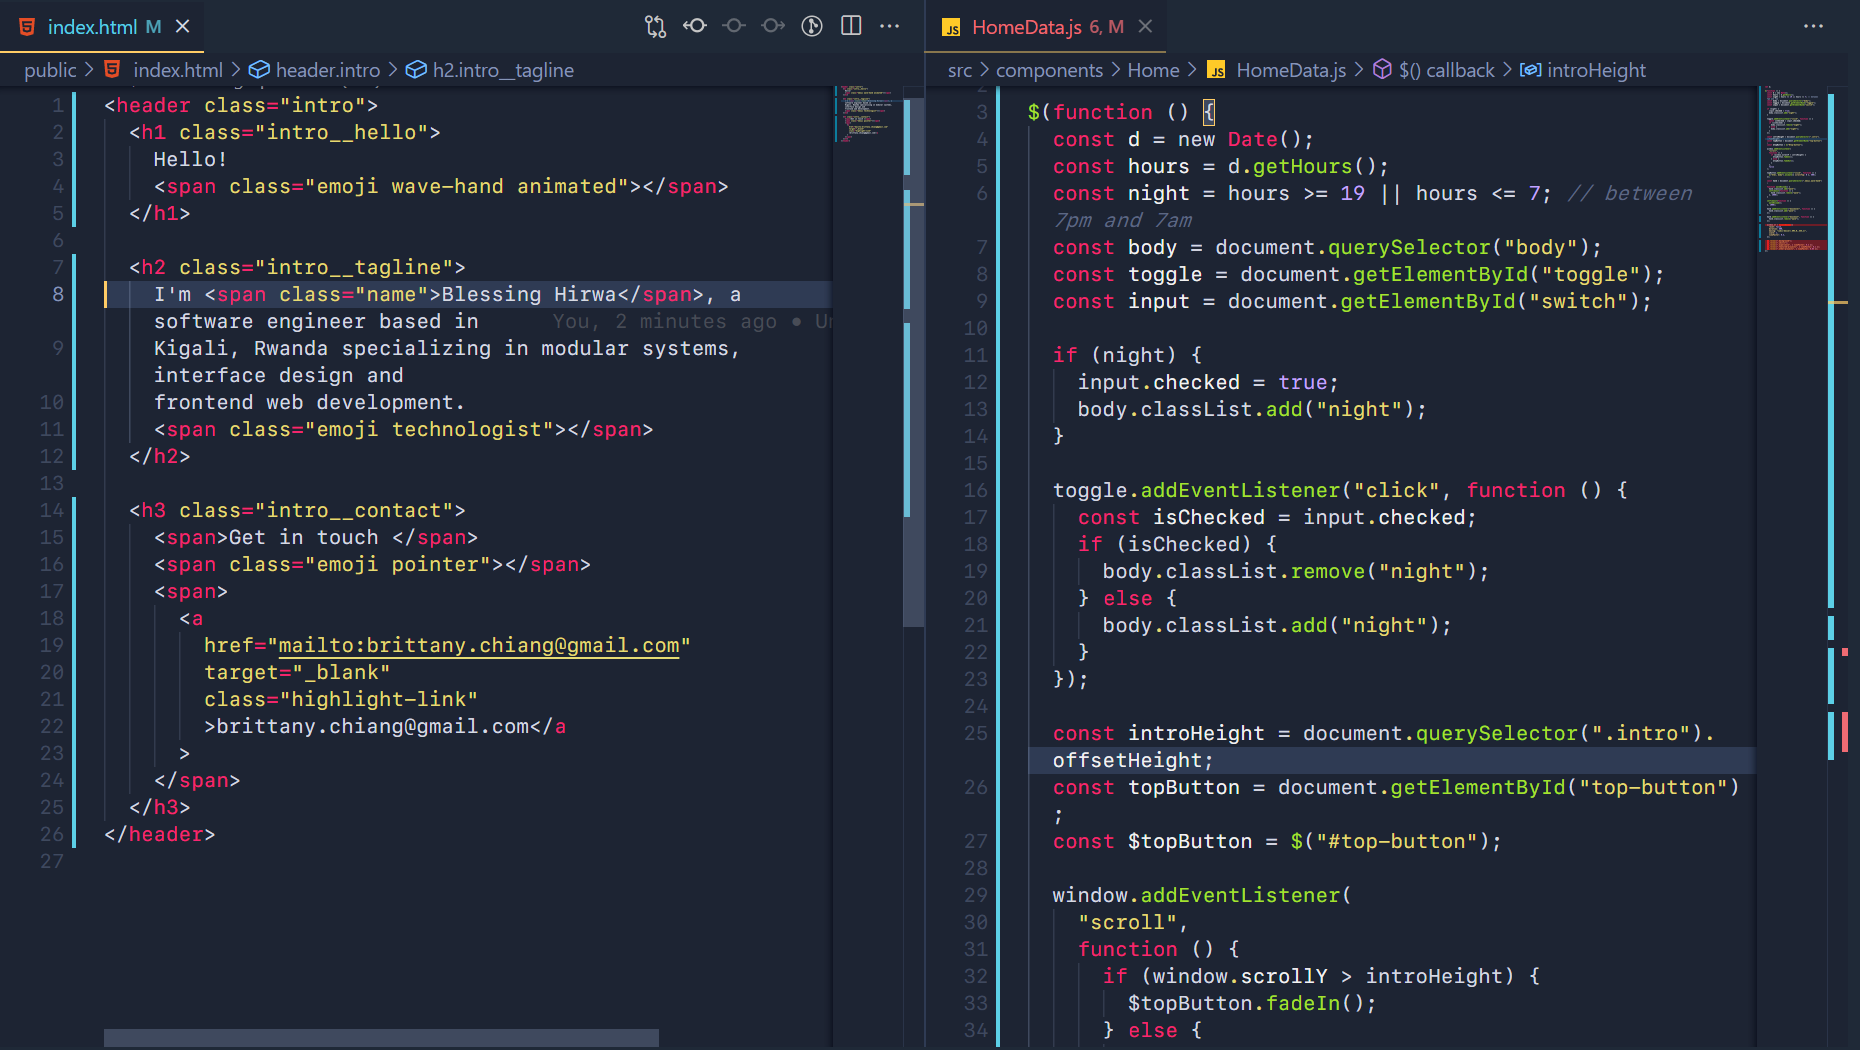 index.html M
public > index.html > header.intro > h2.intro__tagline
1 <header class="intro">
2 <h1 class="intro__hello">
3 Hello!
4 <span class="emoji wave-hand animated"></span>
5 </h1>
6
7 <h2 class="intro__tagline">
8 I'm <span class="name">Blessing Hirwa</span>, a
software engineer based in You, 2 minutes ago •
9 Kigali, Rwanda specializing in modular systems,
interface design and
10 frontend web development.
11 <span class="emoji technologist"></span>
12 </h2>
13
14 <h3 class="intro__contact">
15 <span>Get in touch </span>
16 <span class="emoji pointer"></span>
17 <span>
18 <a
19 href="mailto:brittany.chiang@gmail.com"
20 target="_blank"
21 class="highlight-link"
22 >brittany.chiang@gmail.com</a
23 >
24 </span>
25 </h3>
26 </header>
27
JS HomeData.js 6, M
src > components > Home > JS HomeData.js > $() callback > introHeight
3 $(function () {
4 const d = new Date();
5 const hours = d.getHours();
6 const night = hours >= 19 || hours <= 7; // between
7pm and 7am
7 const body = document.querySelector("body");
8 const toggle = document.getElementById("toggle");
9 const input = document.getElementById("switch");
10
11 if (night) {
12 input.checked = true;
13 body.classList.add("night");
14 }
15
16 toggle.addEventListener("click", function () {
17 const isChecked = input.checked;
18 if (isChecked) {
19 body.classList.remove("night");
20 } else {
21 body.classList.add("night");
22 }
23 });
24
25 const introHeight = document.querySelector(".intro").
offsetHeight;
26 const topButton = document.getElementById("top-button")
;
27 const $topButton = $("#top-button");
28
29 window.addEventListener(
30 "scroll",
31 function () {
32 if (window.scrollY > introHeight) {
33 $topButton.fadeIn();
34 } else {